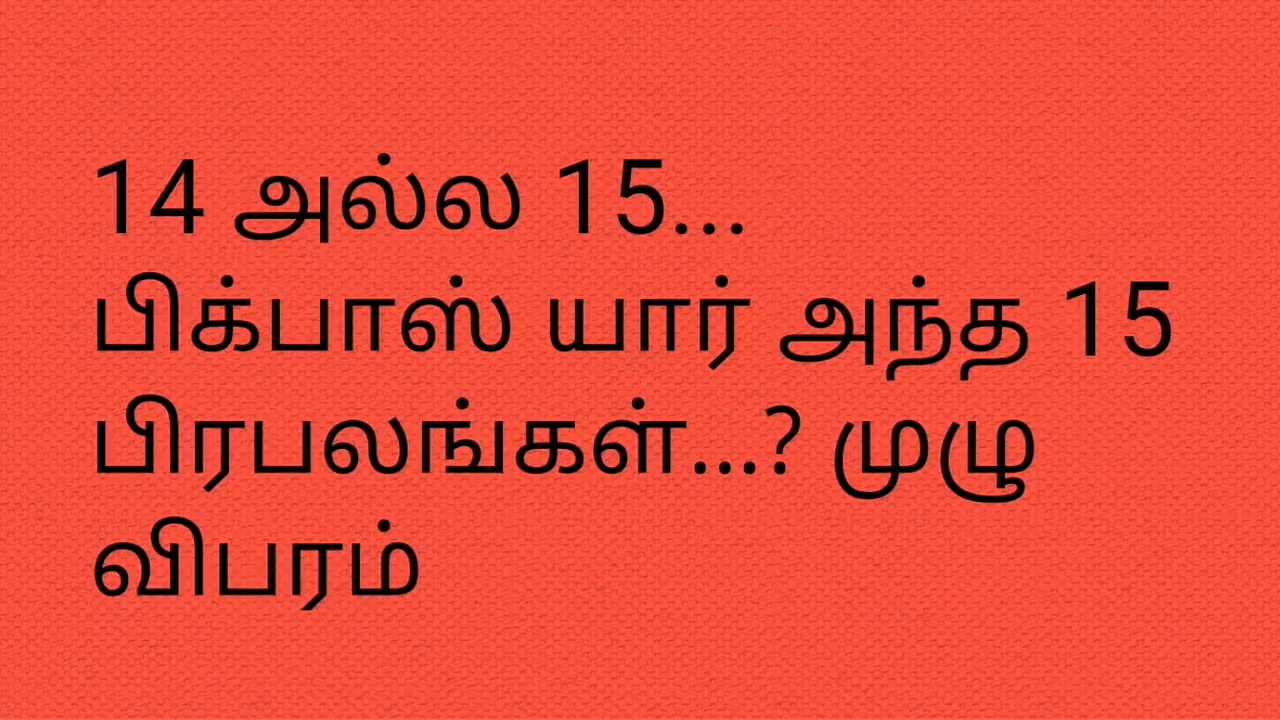 14 அல்ல 15...
பிக்பாஸ் யார் அந்த 15
பிரபலங்கள்...? முழு
விபரம்